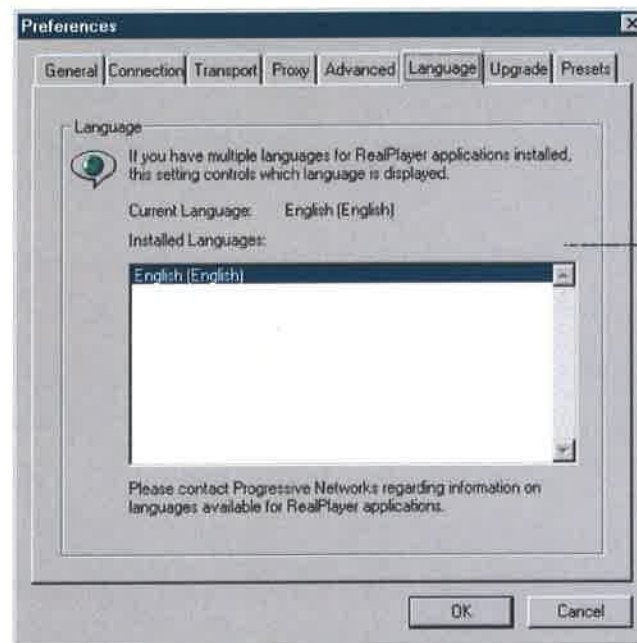 Preferences
General Connection Transport Proxy Advanced Language Upgrade Presets
Language
If you have multiple languages for RealPlayer applications installed,
this setting controls which language is displayed.
Current Language: English (English)
Installed Languages:
English (English)
Please contact Progressive Networks regarding information on
languages available for RealPlayer applications.
OK Cancel